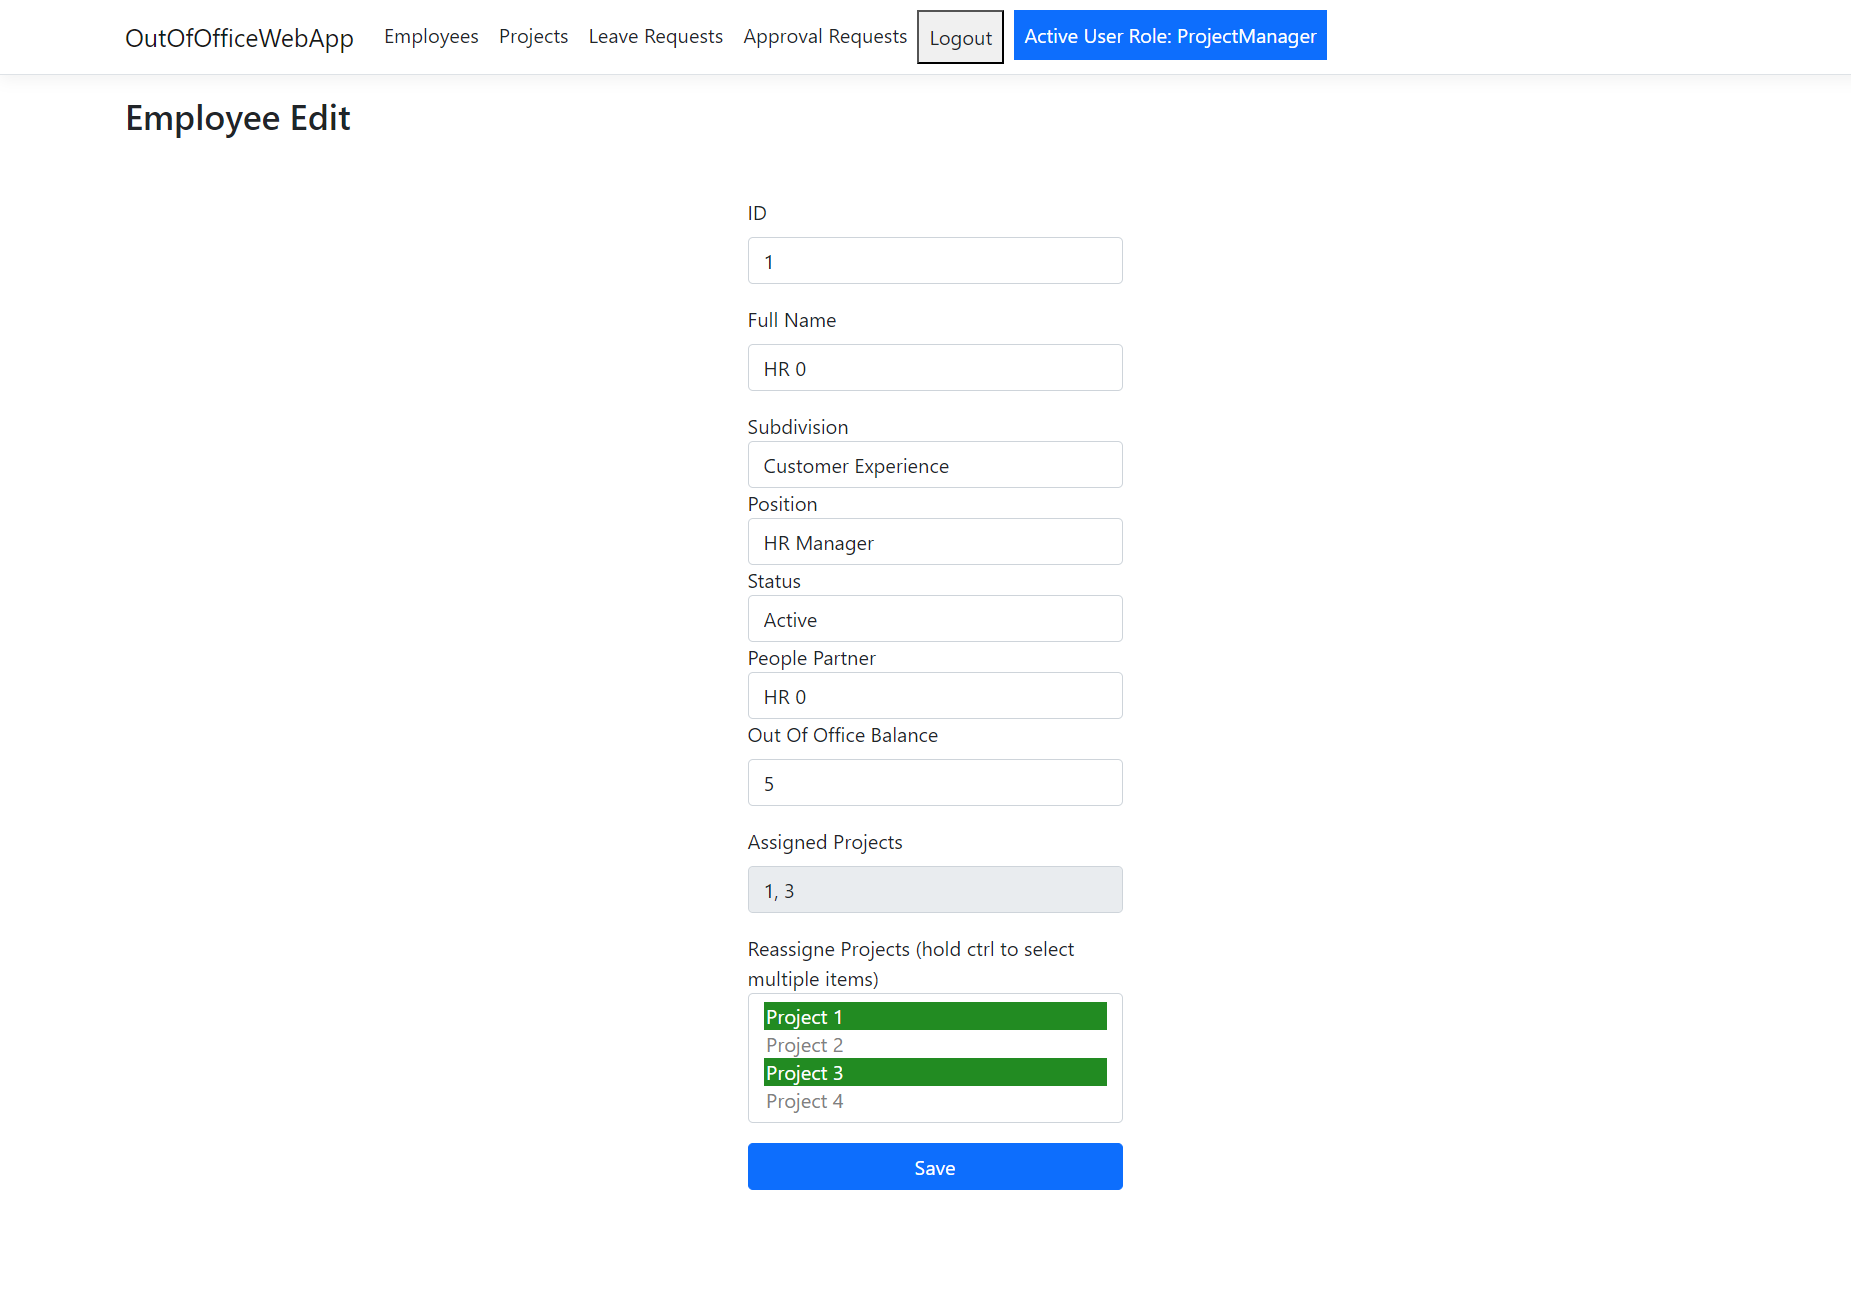 OutOfOfficeWebApp Employees Projects Leave Requests Approval Requests Logout Active User Role: ProjectManager
Employee Edit
ID
1
Full Name
HR 0
Subdivision
Customer Experience
Position
HR Manager
Status
Active
People Partner
HR 0
Out Of Office Balance
5
Assigned Projects
1, 3
Reassigne Projects (hold ctrl to select
multiple items)
Project 1
Project 2
Project 3
Project 4
Save